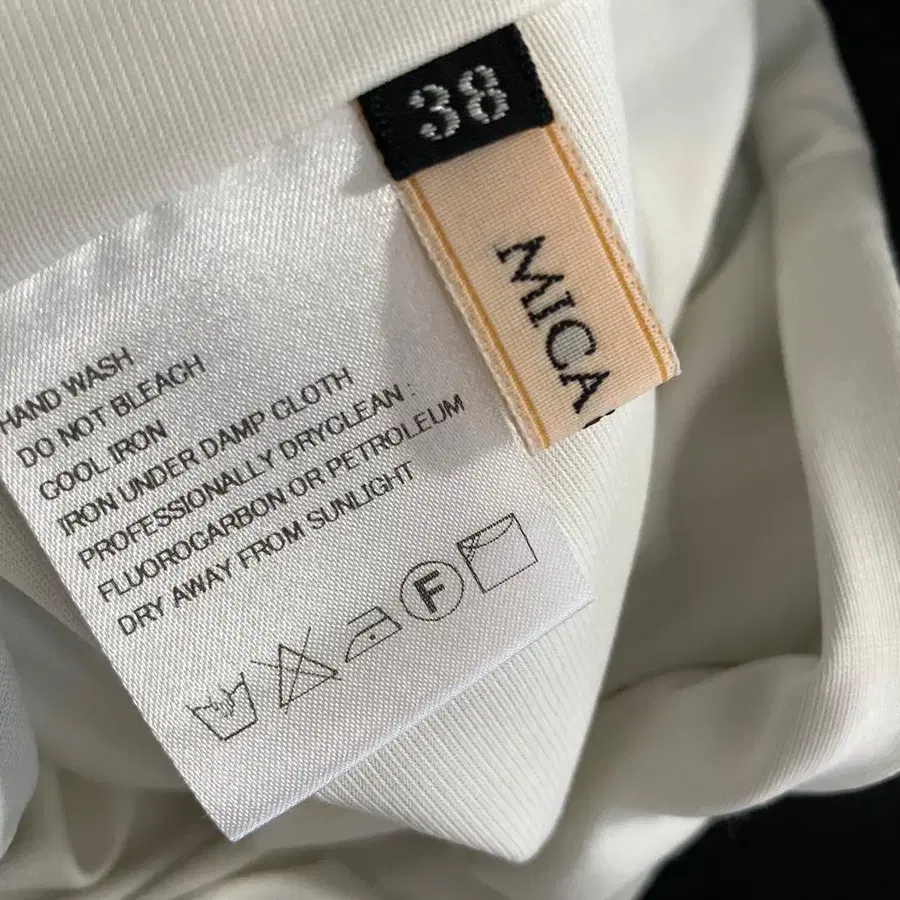 38
MICA
HAND WASH
DO NOT BLEACH
COOL IRON
IRON UNDER DAMP CLOTH
PROFESSIONALLY DRYCLEAN :
FLUOROCARBON OR PETROLEUM
DRY AWAY FROM SUNLIGHT
F